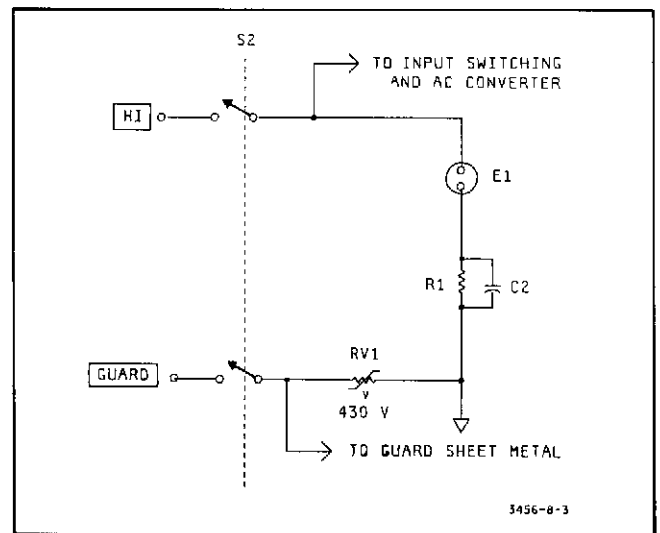 S2
TO INPUT SWITCHING
AND AC CONVERTER
HI
E1
R1
C2
RV1
GUARD
V
430 V
TO GUARD SHEET METAL
3456-8-3